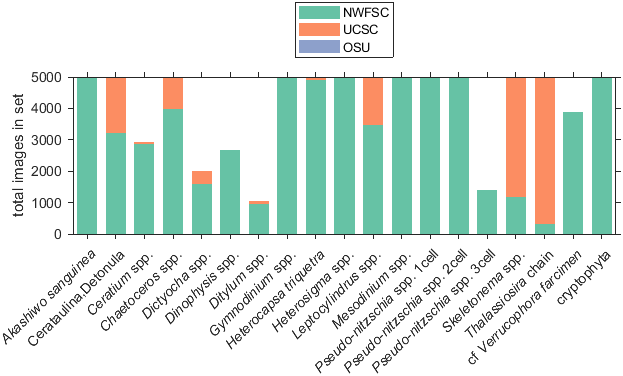 NWFSC
UCSC
OSU
total images in set
5000
4000
3000
2000
1000
0
Akashiwo sanguinea
Cerataulina,Detonula
Ceratium spp.
Chaetoceros spp.
Dictyocha spp.
Dinophysis spp.
Ditylum spp.
Gymnodinium spp.
Heterocapsa triquetra
Heterosigma spp.
Leptocylindrus spp.
Mesodinium spp.
Pseudo-nitzschia spp. 1cell
Pseudo-nitzschia spp. 2cell
Pseudo-nitzschia spp. 3cell
Skeletonema spp.
Thalassiosira chain
cf Verrucophora farcimen
cryptophyta